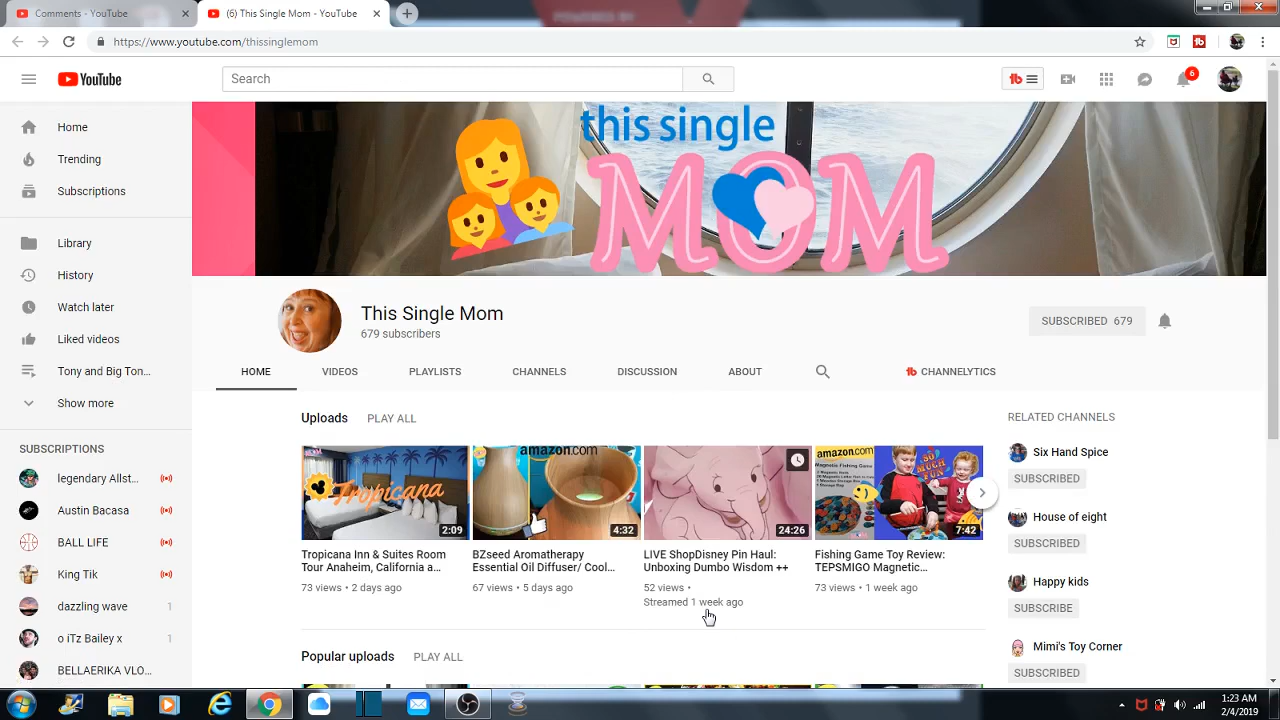 Comments - YouTube
(6) This Single Mom - YouTube
https://www.youtube.com/thissinglemom
YouTube
Search
6
Home
Trending
Subscriptions
Library
History
Watch later
Liked videos
Tony and Big Ton...
Show more
SUBSCRIPTIONS
legendary Art...
Austin Bacasa
BALL LIFE
King Tik
dazzling wave 1
o iTz Bailey x 1
BELLAERIKA VLO...
this single
MOM
This Single Mom
679 subscribers
SUBSCRIBED 679
HOME VIDEOS PLAYLISTS CHANNELS DISCUSSION ABOUT CHANNELYTICS
Uploads PLAY ALL
Tropicana
2:09
Tropicana Inn & Suites Room
Tour Anaheim, California a...
73 views • 2 days ago
amazon.com
4:32
BZseed Aromatherapy
Essential Oil Diffuser/ Cool...
67 views • 5 days ago
24:26
LIVE ShopDisney Pin Haul:
Unboxing Dumbo Wisdom ++
52 views •
Streamed 1 week ago
amazon.com
Magnetic Fishing Game
SO
MUCH
FUN
7:42
Fishing Game Toy Review:
TEPSMIGO Magnetic...
73 views • 1 week ago
Popular uploads PLAY ALL
RELATED CHANNELS
Six Hand Spice
SUBSCRIBED
House of eight
SUBSCRIBED
Happy kids
SUBSCRIBE
Mimi's Toy Corner
SUBSCRIBED
1:23 AM
2/4/2019